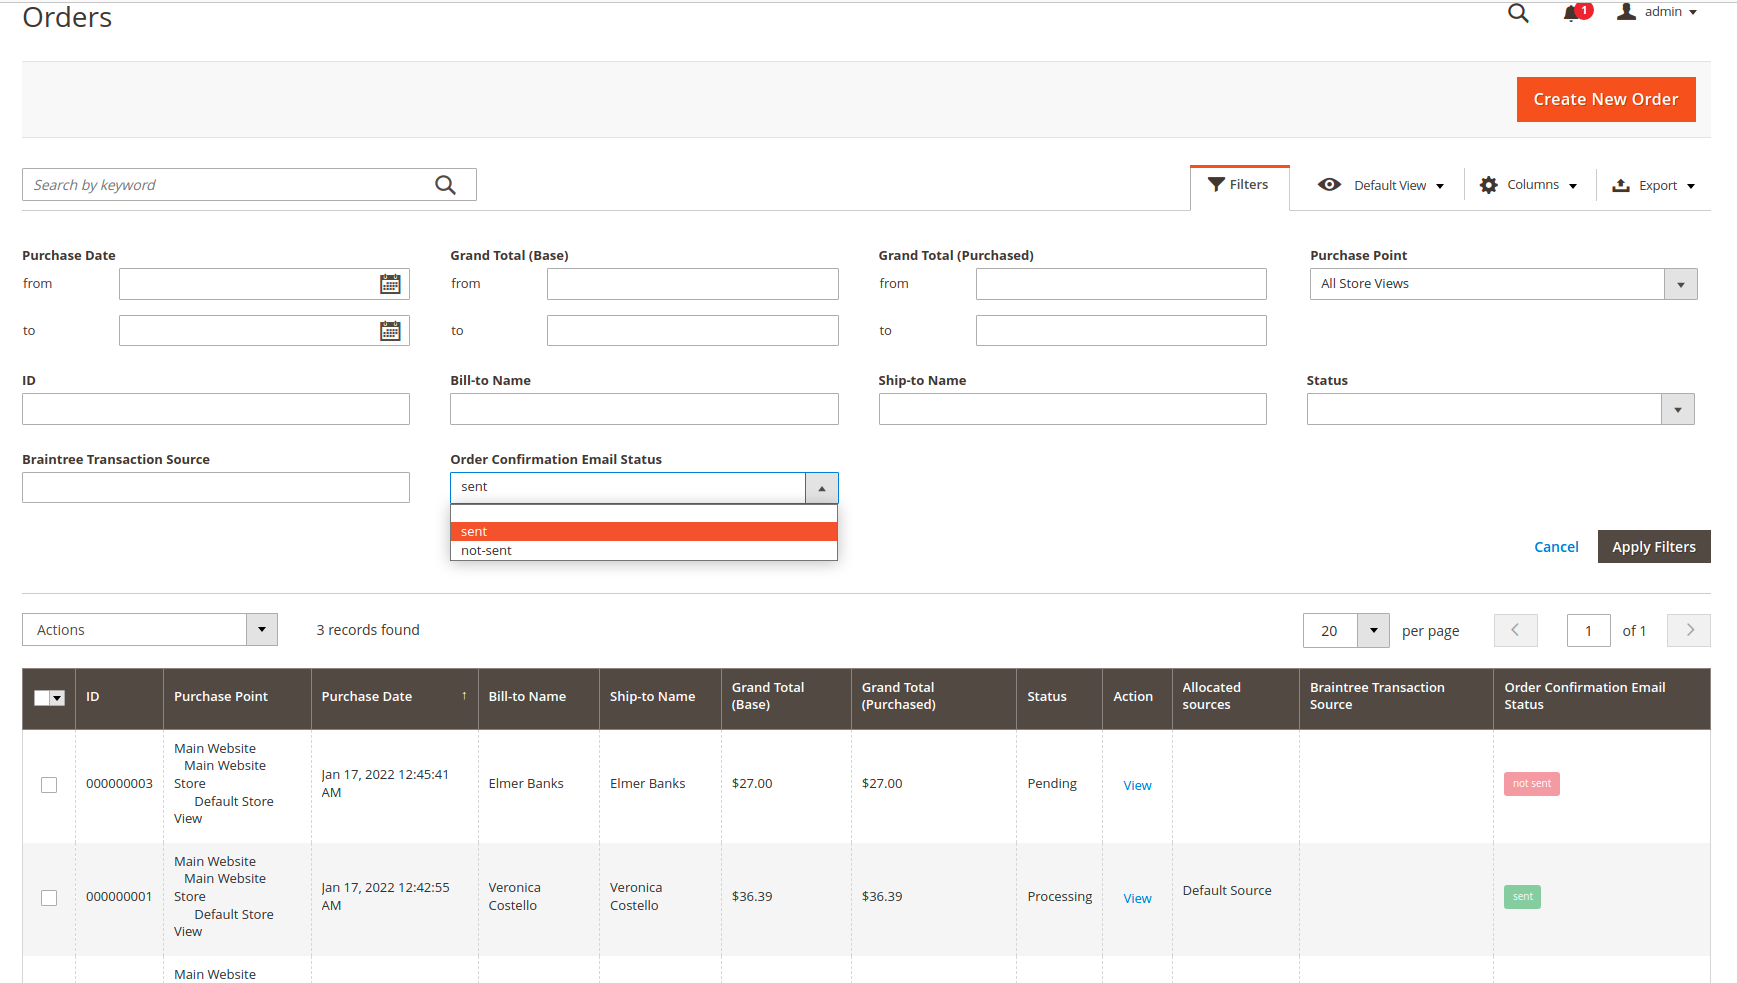 Orders
1
admin
Create New Order
Search by keyword
Filters
Default View
Columns
Export
Purchase Date
from
to
Grand Total (Base)
from
to
Grand Total (Purchased)
from
to
Purchase Point
All Store Views
ID
Bill-to Name
Ship-to Name
Status
Braintree Transaction Source
Order Confirmation Email Status
sent
sent
not-sent
Cancel
Apply Filters
Actions
3 records found
20
per page
1
of 1
ID
Purchase Point
Purchase Date ↑
Bill-to Name
Ship-to Name
Grand Total
(Base)
Grand Total
(Purchased)
Status
Action
Allocated
sources
Braintree Transaction
Source
Order Confirmation Email
Status
000000003
Main Website
Main Website
Store
Default Store
View
Jan 17, 2022 12:45:41
AM
Elmer Banks
Elmer Banks
$27.00
$27.00
Pending
View
not sent
000000001
Main Website
Main Website
Store
Default Store
View
Jan 17, 2022 12:42:55
AM
Veronica
Costello
Veronica
Costello
$36.39
$36.39
Processing
View
Default Source
sent
Main Website